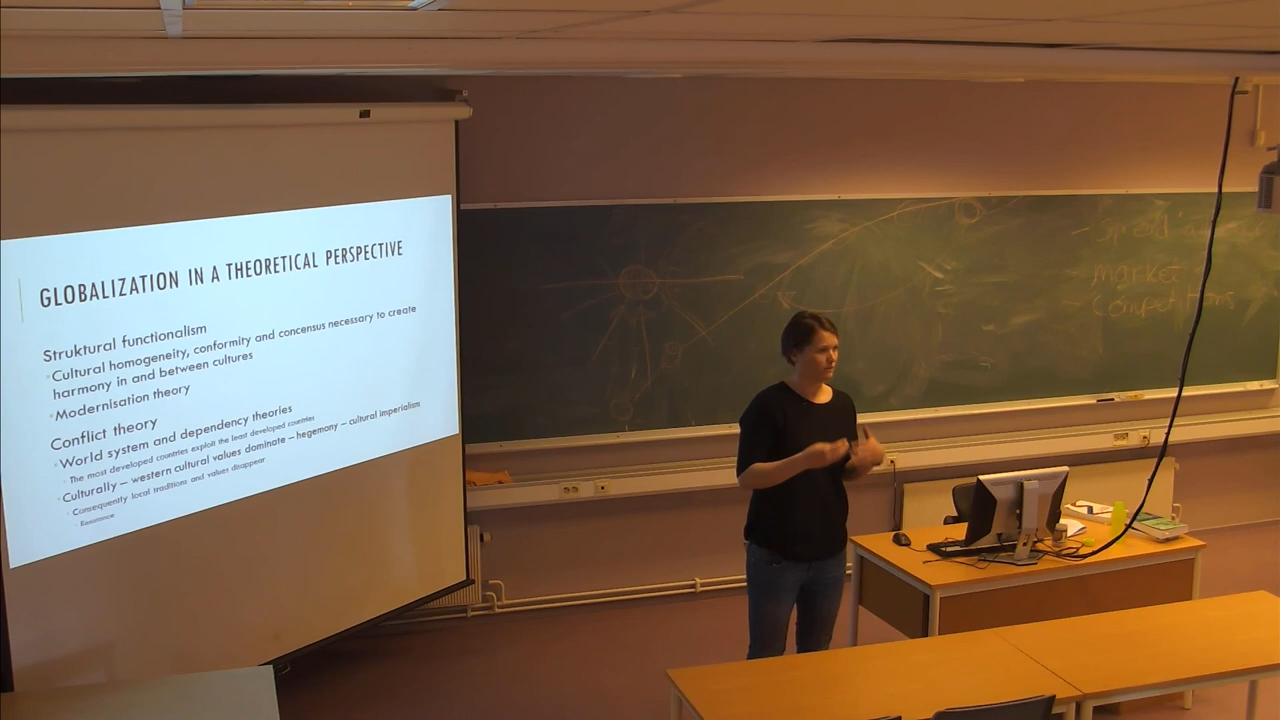 GLOBALIZATION IN A THEORETICAL PERSPECTIVE
Struktural functionalism
Cultural homogeneity, conformity and concensus necessary to create
harmony in and between cultures
Modernisation theory
Conflict theory
World system and dependency theories
The most developed countries exploit the least developed countries
Culturally – western cultural values dominate – hegemony – cultural imperialism
Consequently local traditions and values disappear
- Spread
market
- Competitions